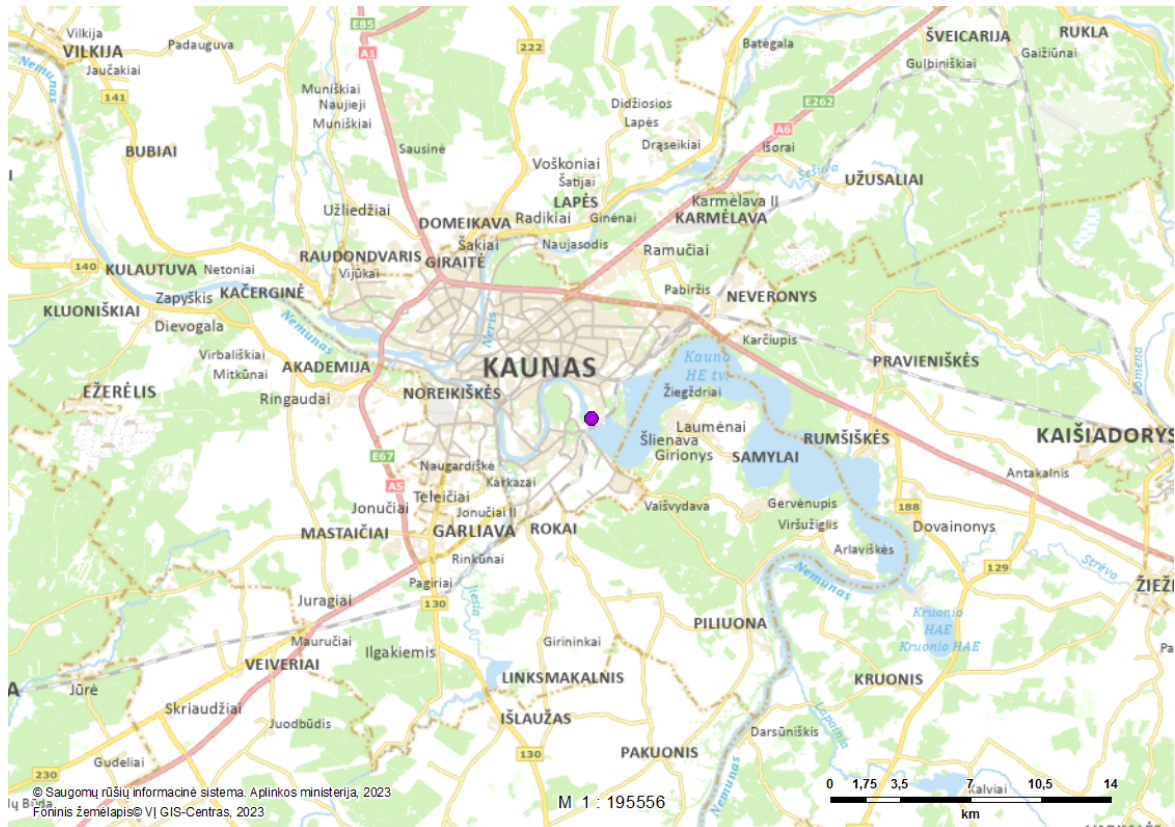 Vilkija
VILKIJA
Jaučakiai
Padauguva
E85
A1
222
Batėgala
ŠVEICARIJA
RUKLA
Gaižiūnai
Gulbiniškiai
Nemunas
141
Muniškiai
Naujieji
Muniškiai
Didžiosios
Lapės
Drąseikiai
E262
A6
Išorai
BUBIAI
Sausinė
Voškoniai
Šatijai
LAPĖS
Šešuva
UŽUSALIAI
Užliedžiai
DOMEIKAVA
Radikiai
Ginėnai
Karmėlava II
KARMĖLAVA
Šakiai
Naujasodis
Ramučiai
RAUDONDVARIS
GIRAITĖ
Vijūkai
140
KULAUTUVA
Netoniai
Zapyškis
KAČERGINĖ
KLUONIŠKIAI
Dievogala
Nemunas
Neris
Pabiržis
NEVERONYS
Karčiupis
Lomena
Virbališkiai
Mitkūnai
AKADEMIJA
KAUNAS
Kauno
HE tv.
PRAVIENIŠKĖS
EŽERĖLIS
Ringaudai
NOREIKIŠKĖS
Žiegždriai
Laumėnai
Šlienava
Girionys
SAMYLAI
RUMŠIŠKĖS
KAIŠIADORYS
E67
A5
Naugardiškė
Karkazai
Teleičiai
Jonučiai
Jonučiai II
MASTAIČIAI
GARLIAVA
ROKAI
Vaišvydava
Gervėnupis
Viršužiglis
188
Antakalnis
Dovainonys
Arlaviškės
Rinkūnai
Pagiriai
130
129
Strėva
ŽIEŽI
Juragiai
Jiesia
Nemunas
Kruonio
HAE
Kruonio HAE
Mauručiai
Ilgakiemis
Girininkai
PILIUONA
VEIVERIAI
LINKSMAKALNIS
KRUONIS
Jūrė
Skriaudžiai
Juodbūdis
IŠLAUŽAS
130
PAKUONIS
Darsūniškis
Lapainia
Nemunas
Gudeliai
230
lų Būda
Kalviai
© Saugomų rūšių informacinė sistema. Aplinkos ministerija, 2023
Foninis žemėlapis© VĮ GIS-Centras, 2023
M 1 : 195556
0 1,75 3,5 7 10,5 14
km